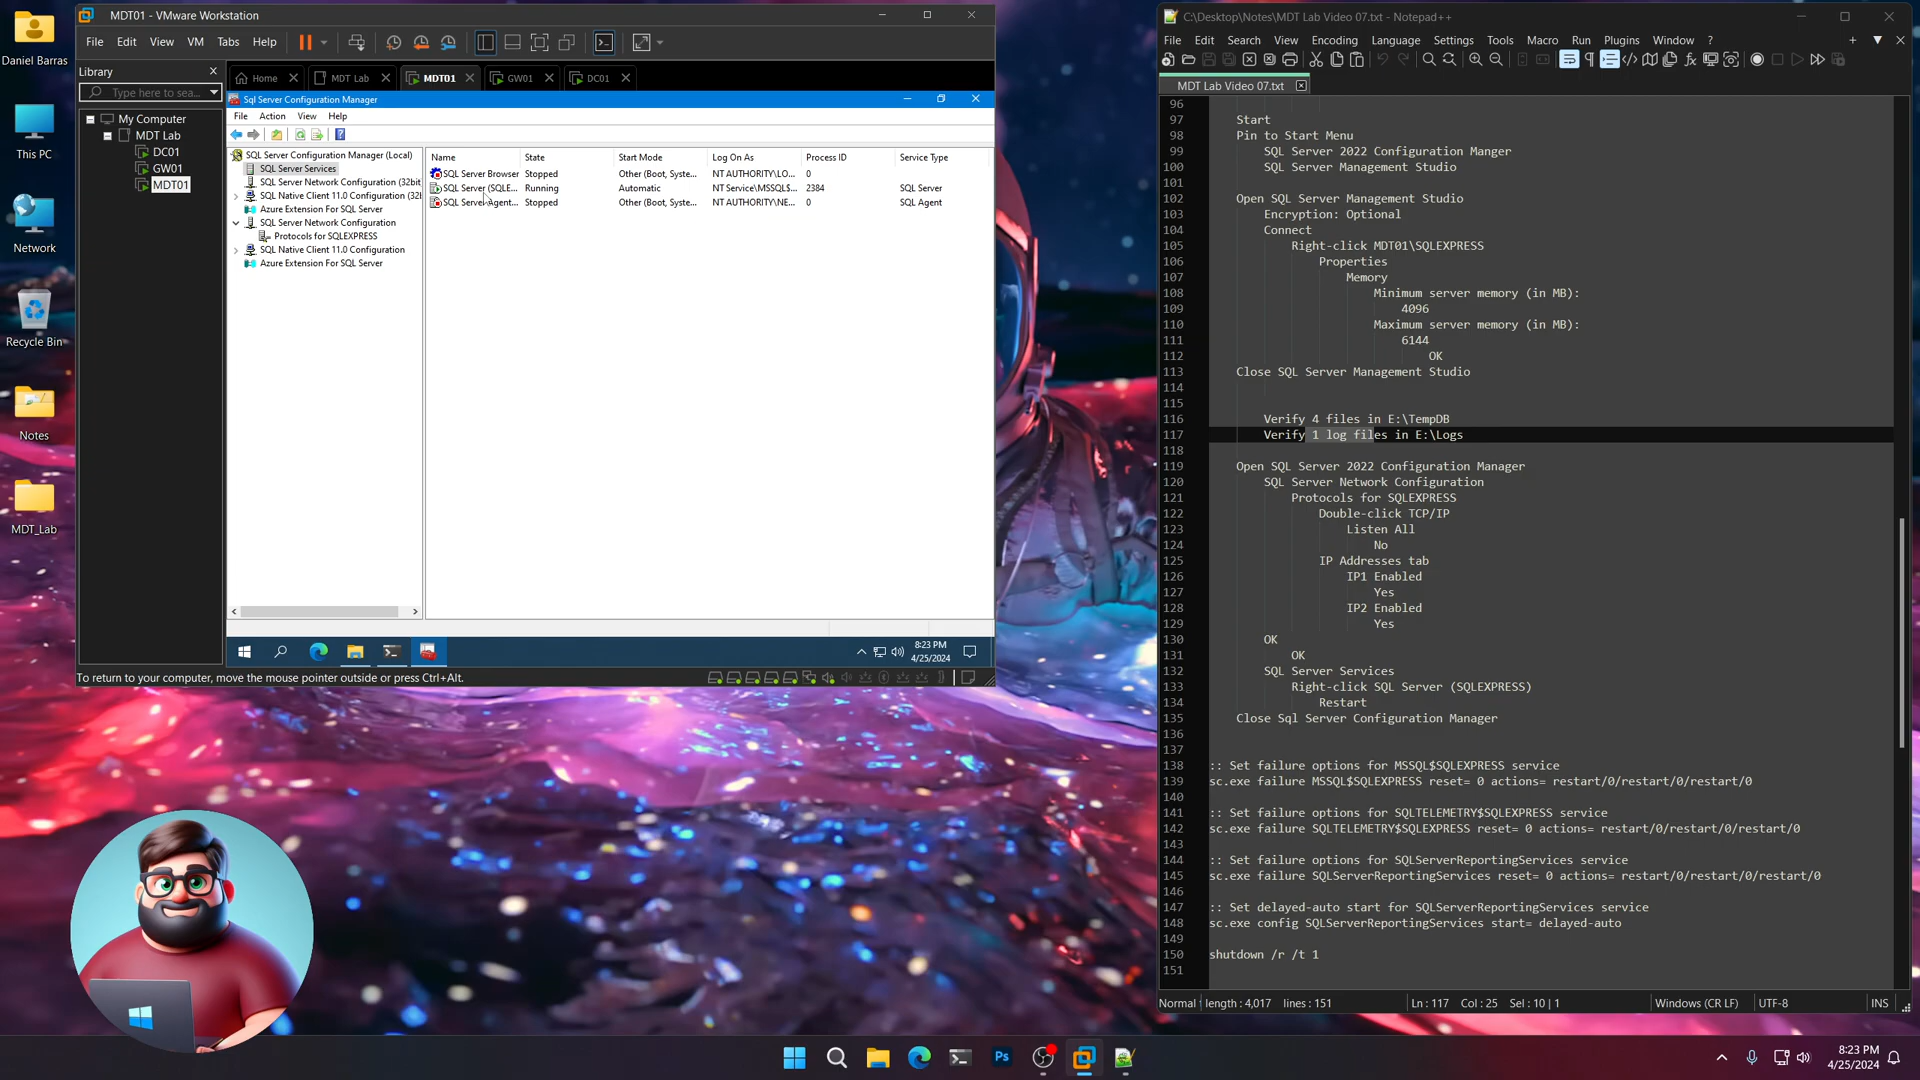 Daniel Barras
This PC
Network
Recycle Bin
Notes
MDT_Lab
MDT01 - VMware Workstation
File Edit View VM Tabs Help
Library
Type here to sea...
My Computer
MDT Lab
DC01
GW01
MDT01
Home MDT Lab MDT01 GW01 DC01
Sql Server Configuration Manager
File Action View Help
SQL Server Configuration Manager (Local)
SQL Server Services
SQL Server Network Configuration (32bit
SQL Native Client 11.0 Configuration (32l
Azure Extension For SQL Server
SQL Server Network Configuration
Protocols for SQLEXPRESS
SQL Native Client 11.0 Configuration
Azure Extension For SQL Server
Name State Start Mode Log On As Process ID Service Type
SQL Server Browser Stopped Other (Boot, Syste... NT AUTHORITY\LO... 0
SQL Server (SQLE... Running Automatic NT Service\MSSQL$... 2384 SQL Server
SQL Server Agent... Stopped Other (Boot, Syste... NT AUTHORITY\NE... 0 SQL Agent
8:23 PM
4/25/2024
To return to your computer, move the mouse pointer outside or press Ctrl+Alt.
C:\Desktop\Notes\MDT Lab Video 07.txt - Notepad++
File Edit Search View Encoding Language Settings Tools Macro Run Plugins Window ?
MDT Lab Video 07.txt
96
97 Start
98 Pin to Start Menu
99 SQL Server 2022 Configuration Manger
100 SQL Server Management Studio
101
102 Open SQL Server Management Studio
103 Encryption: Optional
104 Connect
105 Right-click MDT01\SQLEXPRESS
106 Properties
107 Memory
108 Minimum server memory (in MB):
109 4096
110 Maximum server memory (in MB):
111 6144
112 OK
113 Close SQL Server Management Studio
114
115
116 Verify 4 files in E:\TempDB
117 Verify 1 log files in E:\Logs
118
119 Open SQL Server 2022 Configuration Manager
120 SQL Server Network Configuration
121 Protocols for SQLEXPRESS
122 Double-click TCP/IP
123 Listen All
124 No
125 IP Addresses tab
126 IP1 Enabled
127 Yes
128 IP2 Enabled
129 Yes
130 OK
131 OK
132 SQL Server Services
133 Right-click SQL Server (SQLEXPRESS)
134 Restart
135 Close Sql Server Configuration Manager
136
137
138 :: Set failure options for MSSQL$SQLEXPRESS service
139 sc.exe failure MSSQL$SQLEXPRESS reset= 0 actions= restart/0/restart/0/restart/0
140
141 :: Set failure options for SQLTELEMETRY$SQLEXPRESS service
142 sc.exe failure SQLTELEMETRY$SQLEXPRESS reset= 0 actions= restart/0/restart/0/restart/0
143
144 :: Set failure options for SQLServerReportingServices service
145 sc.exe failure SQLServerReportingServices reset= 0 actions= restart/0/restart/0/restart/0
146
147 :: Set delayed-auto start for SQLServerReportingServices service
148 sc.exe config SQLServerReportingServices start= delayed-auto
149
150 shutdown /r /t 1
151
Normal length : 4,017 lines : 151 Ln : 117 Col : 25 Sel : 10 | 1 Windows (CR LF) UTF-8 INS
Ps
8:23 PM
4/25/2024